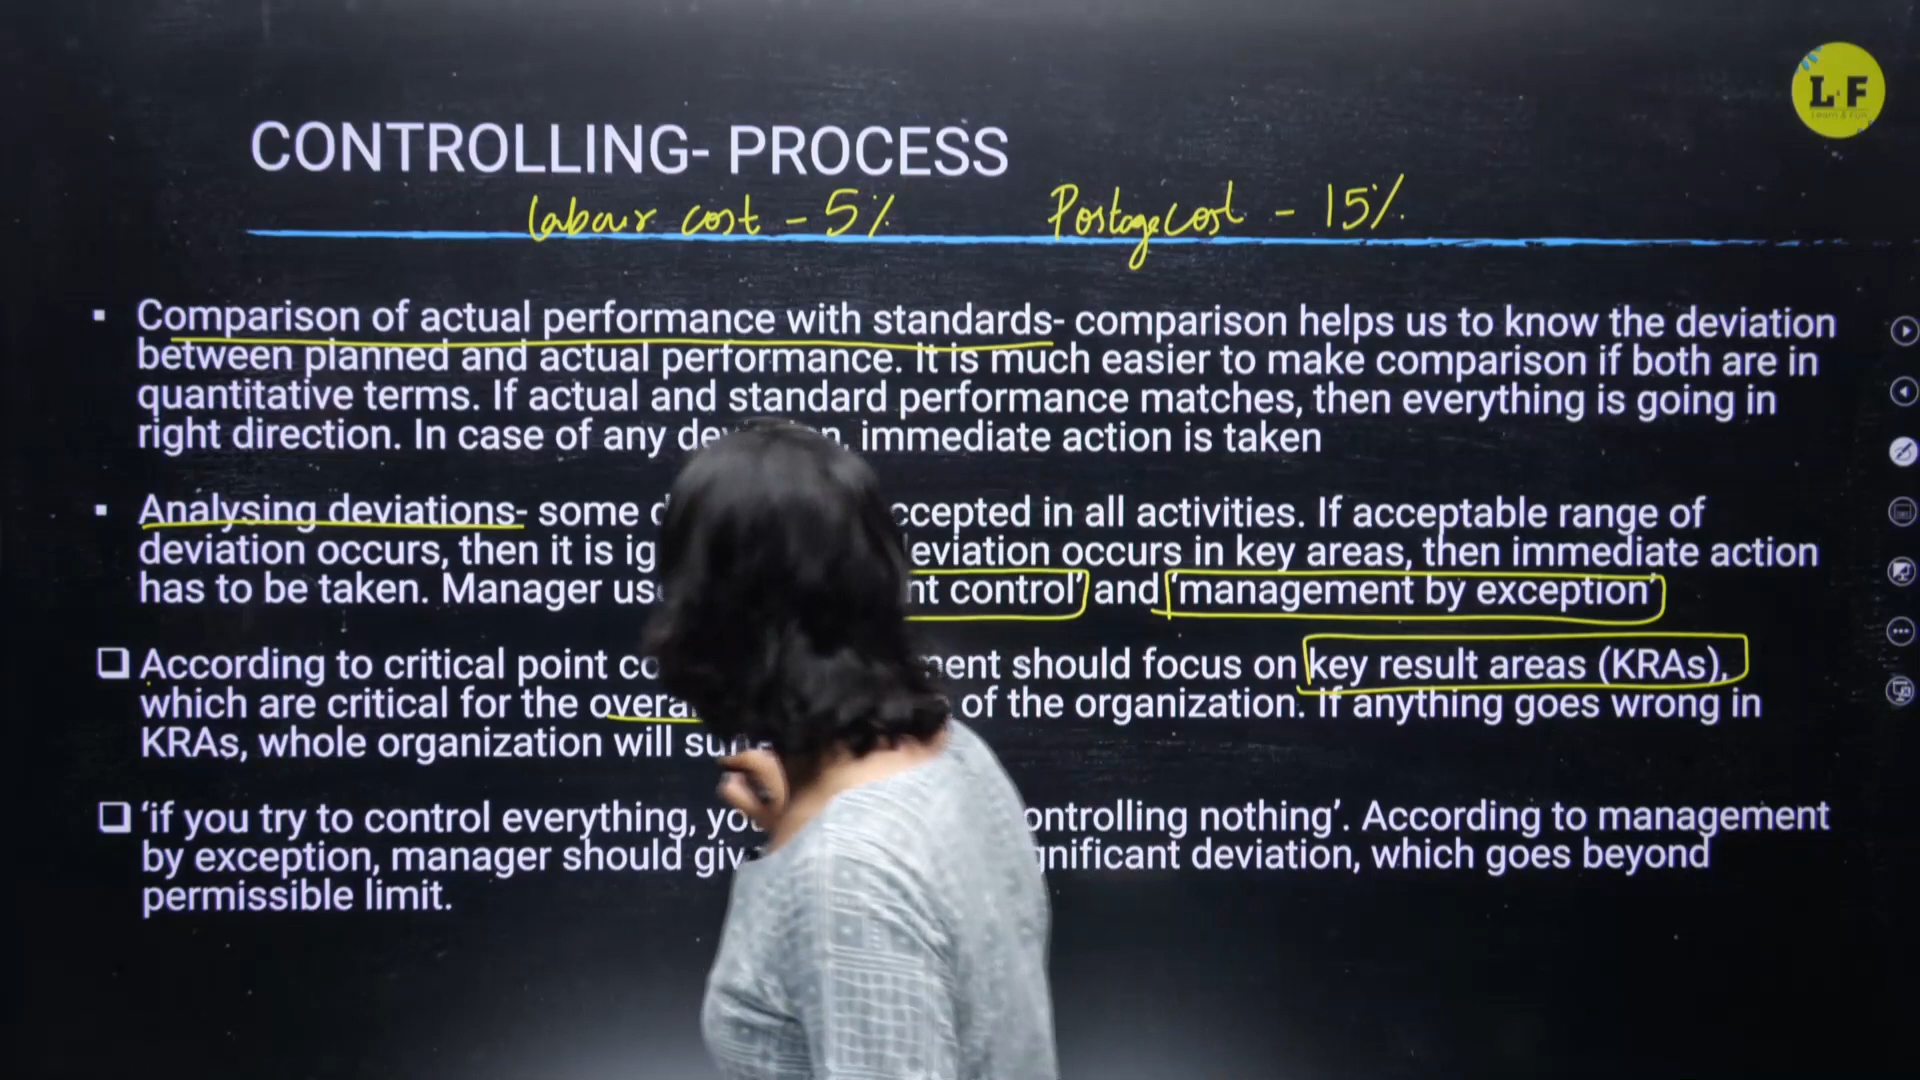 L F
Learn & Fun
CONTROLLING- PROCESS
Labour cost - 5% Postage cost - 15%.
▪ Comparison of actual performance with standards- comparison helps us to know the deviation
between planned and actual performance. It is much easier to make comparison if both are in
quantitative terms. If actual and standard performance matches, then everything is going in
right direction. In case of any immediate action is taken
▪ Analysing deviations- some in all activities. If acceptable range of
deviation occurs, then it is occurs in key areas, then immediate action
has to be taken. Manager control' and 'management by exception'
❑ According to critical point should focus on key result areas (KRAs),
which are critical for the of the organization. If anything goes wrong in
KRAs, whole organization will
❑ 'if you try to control everything, nothing'. According to management
by exception, manager should deviation, which goes beyond
permissible limit.